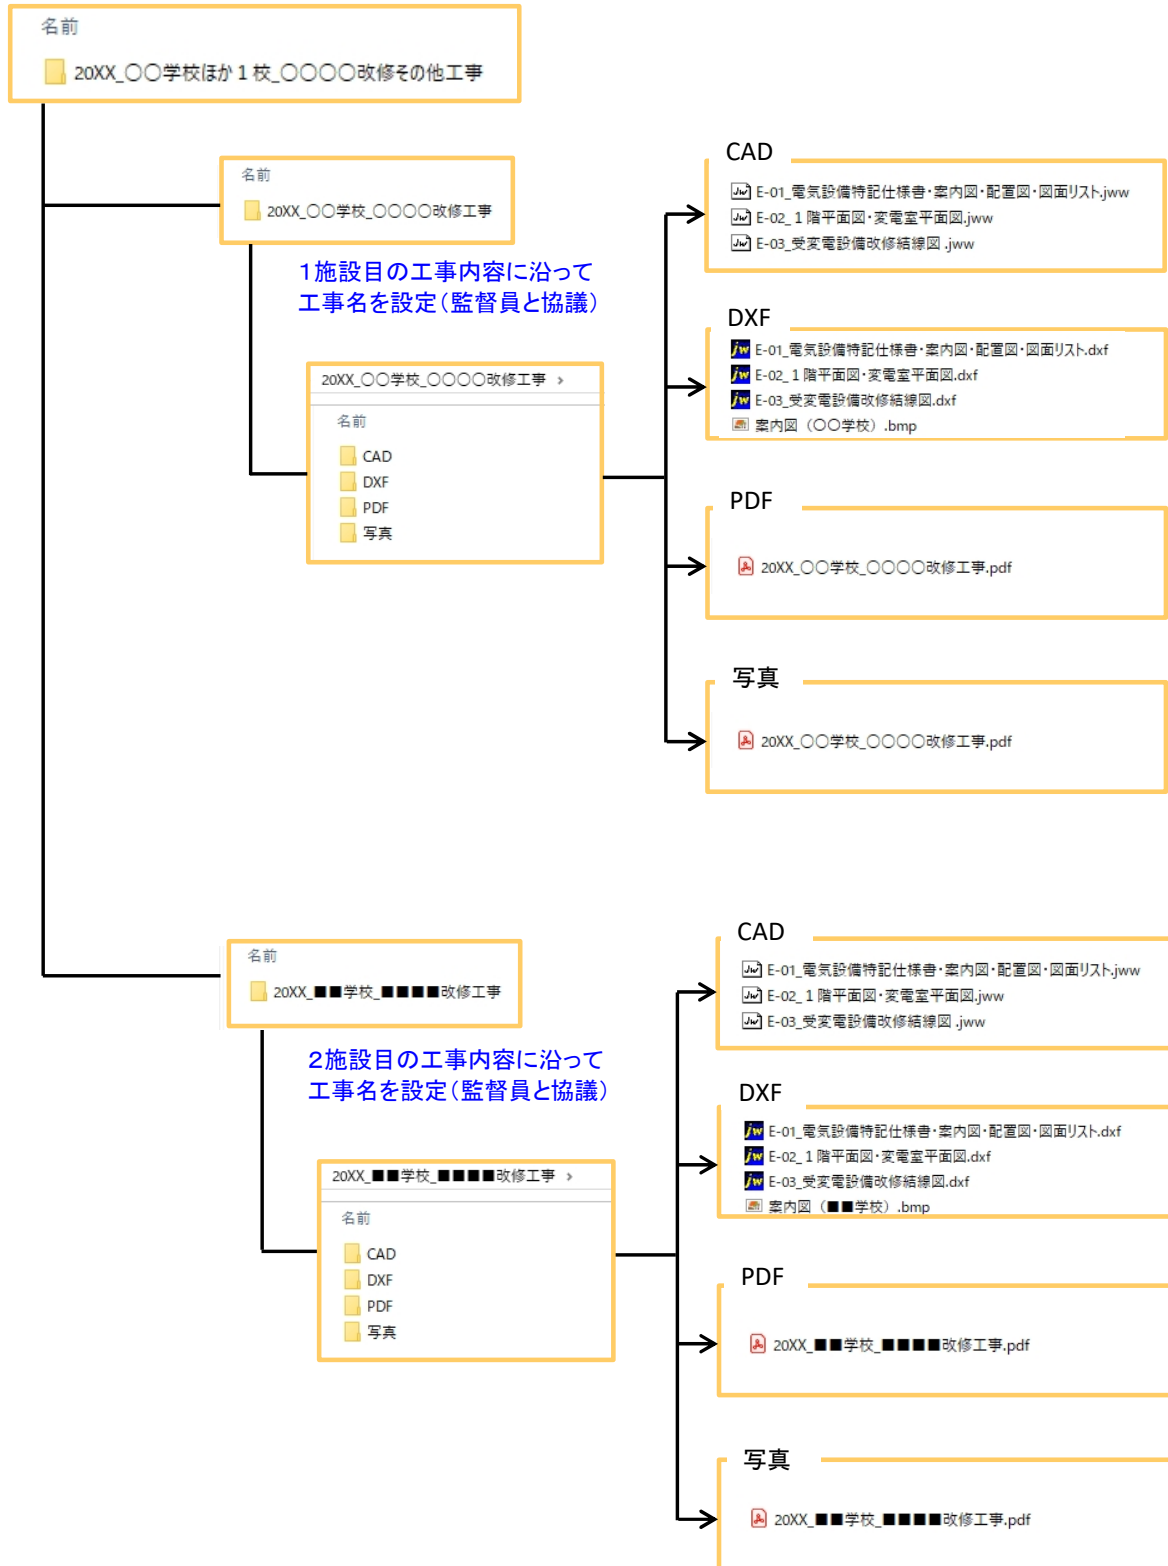 名前
20XX_〇〇学校ほか１校_〇〇〇〇改修その他工事
名前
20XX_〇〇学校_〇〇〇〇改修工事
１施設目の工事内容に沿って
工事名を設定（監督員と協議）
20XX_〇〇学校_〇〇〇〇改修工事 ›
名前
CAD
DXF
PDF
写真
CAD
E-01_電気設備特記仕様書・案内図・配置図・図面リスト.jww
E-02_１階平面図・変電室平面図.jww
E-03_受変電設備改修結線図 .jww
DXF
E-01_電気設備特記仕様書・案内図・配置図・図面リスト.dxf
E-02_１階平面図・変電室平面図.dxf
E-03_受変電設備改修結線図.dxf
案内図（〇〇学校）.bmp
PDF
20XX_〇〇学校_〇〇〇〇改修工事.pdf
写真
20XX_〇〇学校_〇〇〇〇改修工事.pdf
名前
20XX_■■学校_■■■■改修工事
２施設目の工事内容に沿って
工事名を設定（監督員と協議）
20XX_■■学校_■■■■改修工事 ›
名前
CAD
DXF
PDF
写真
CAD
E-01_電気設備特記仕様書・案内図・配置図・図面リスト.jww
E-02_１階平面図・変電室平面図.jww
E-03_受変電設備改修結線図 .jww
DXF
E-01_電気設備特記仕様書・案内図・配置図・図面リスト.dxf
E-02_１階平面図・変電室平面図.dxf
E-03_受変電設備改修結線図.dxf
案内図（■■学校）.bmp
PDF
20XX_■■学校_■■■■改修工事.pdf
写真
20XX_■■学校_■■■■改修工事.pdf